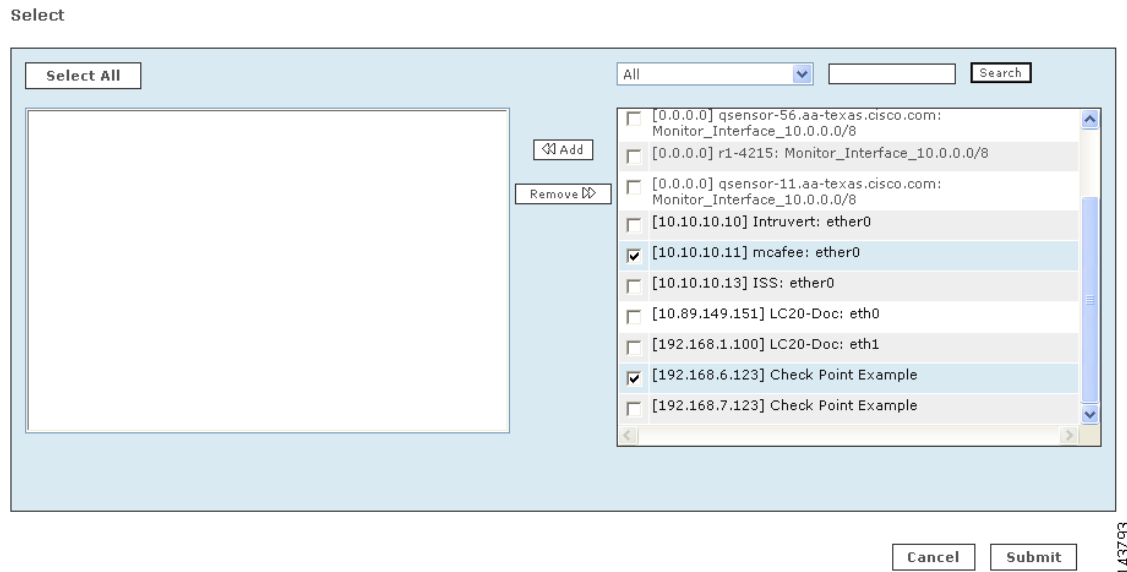 Select
Select All
All
Search
Add
Remove
[0.0.0.0] qsensor-56.aa-texas.cisco.com:
Monitor_Interface_10.0.0.0/8
[0.0.0.0] r1-4215: Monitor_Interface_10.0.0.0/8
[0.0.0.0] qsensor-11.aa-texas.cisco.com:
Monitor_Interface_10.0.0.0/8
[10.10.10.10] Intruvert: ether0
[10.10.10.11] mcafee: ether0
[10.10.10.13] ISS: ether0
[10.89.149.151] LC20-Doc: eth0
[192.168.1.100] LC20-Doc: eth1
[192.168.6.123] Check Point Example
[192.168.7.123] Check Point Example
Cancel
Submit
143793